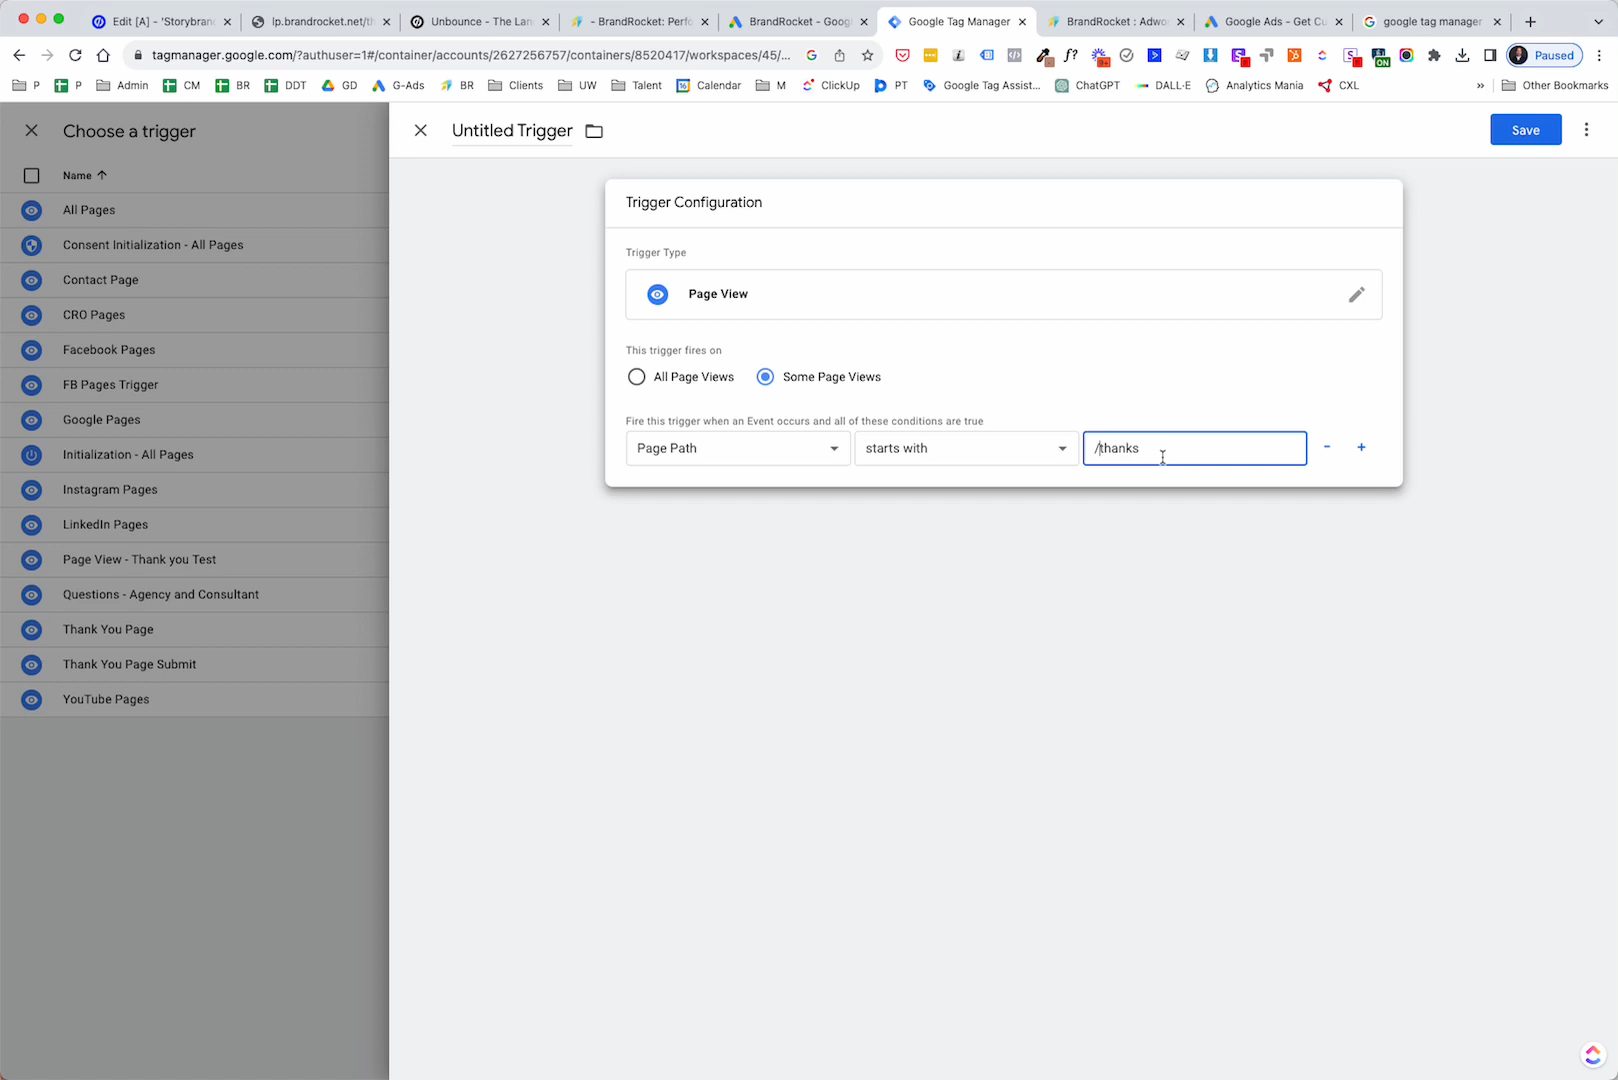 Edit [A] - 'Storybran
lp.brandrocket.net/th
Unbounce - The Lan
- BrandRocket: Perfo
BrandRocket - Googl
Google Tag Manager
BrandRocket : Adwo
Google Ads - Get Cu
google tag manager
tagmanager.google.com/?authuser=1#/container/accounts/2627256757/containers/8520417/workspaces/45/...
Paused
P
P
Admin
CM
BR
DDT
GD
G-Ads
BR
Clients
UW
Talent
Calendar
M
ClickUp
PT
Google Tag Assist...
ChatGPT
DALL·E
Analytics Mania
CXL
»
Other Bookmarks
Choose a trigger
Untitled Trigger
Save
Name
All Pages
Consent Initialization - All Pages
Contact Page
CRO Pages
Facebook Pages
FB Pages Trigger
Google Pages
Initialization - All Pages
Instagram Pages
LinkedIn Pages
Page View - Thank you Test
Questions - Agency and Consultant
Thank You Page
Thank You Page Submit
YouTube Pages
Trigger Configuration
Trigger Type
Page View
This trigger fires on
All Page Views
Some Page Views
Fire this trigger when an Event occurs and all of these conditions are true
Page Path
starts with
/thanks
-
+